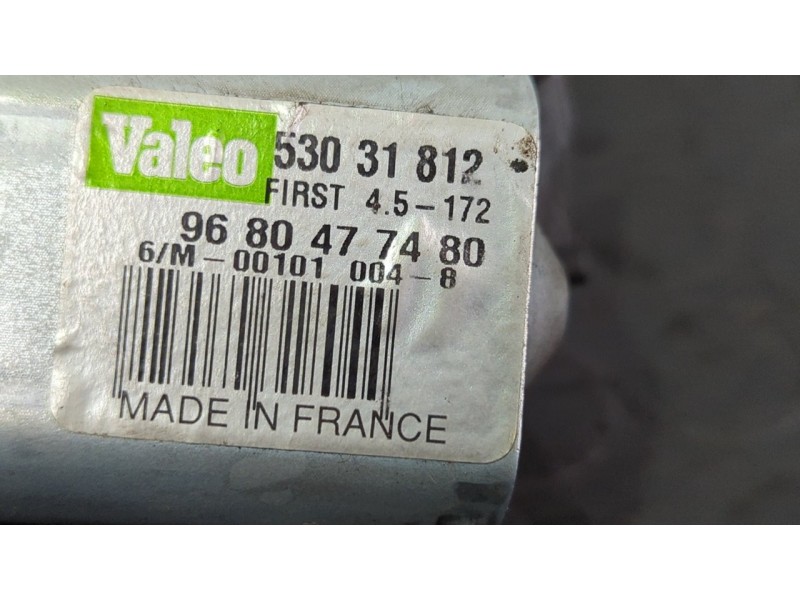 Valeo 530 31 812
FIRST 4.5-172
96 80 47 74 80
6/M-00101 004-8
MADE IN FRANCE